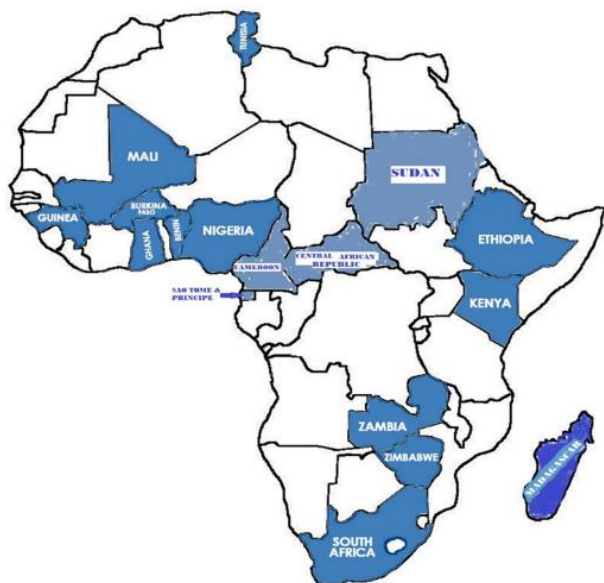 TUNISIA
MALI
SUDAN
GUINEA
BURKINA
FASO
GHANA
BENIN
NIGERIA
ETHIOPIA
CENTRAL AFRICAN
REPUBLIC
CAMEROON
KENYA
SAO TOME &
PRINCIPE
ZAMBIA
ZIMBABWE
MADAGANCAR
SOUTH
AFRICA